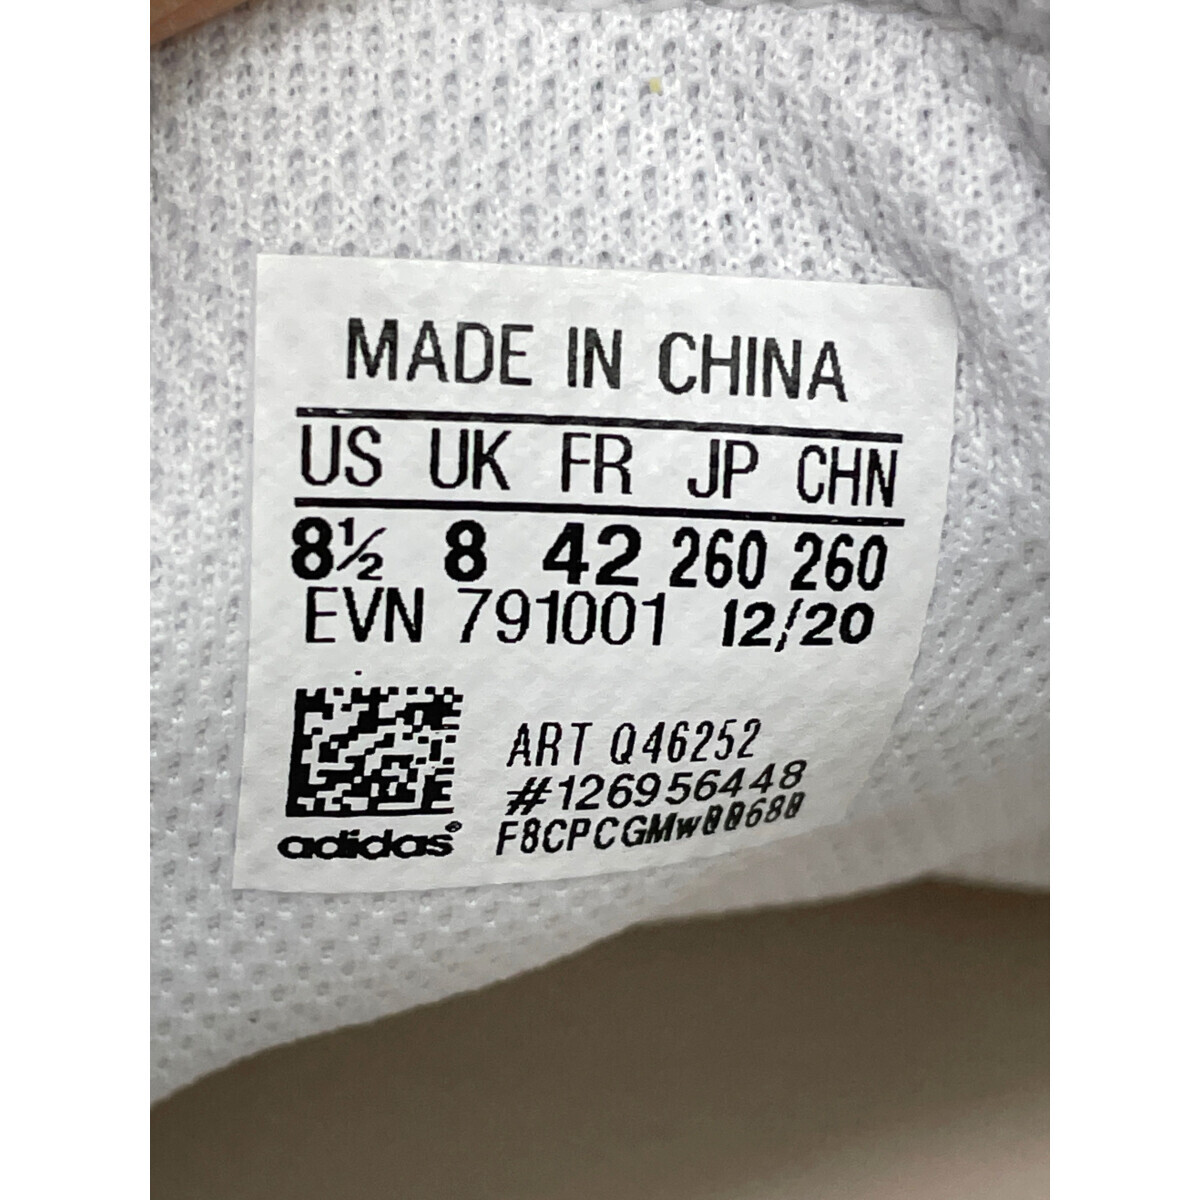 MADE IN CHINA
US UK FR JP CHN
8½ 8 42 260 260
EVN 791001 12/20
ART Q46252
#126956448
F8CPCGMw00680
adidas®